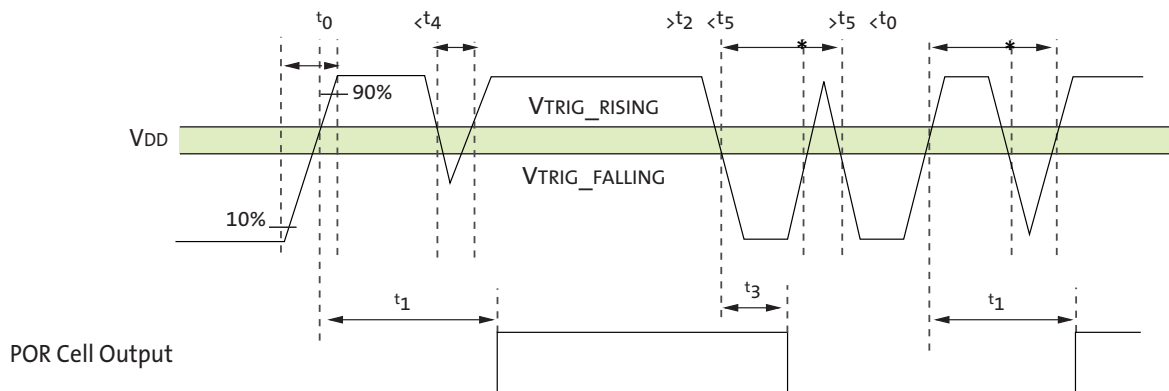 t0 <t4 >t2 <t5 >t5 <t0
* *
90%
VTRIG_RISING
VDD
VTRIG_FALLING
10%
t3
t1 t1
POR Cell Output